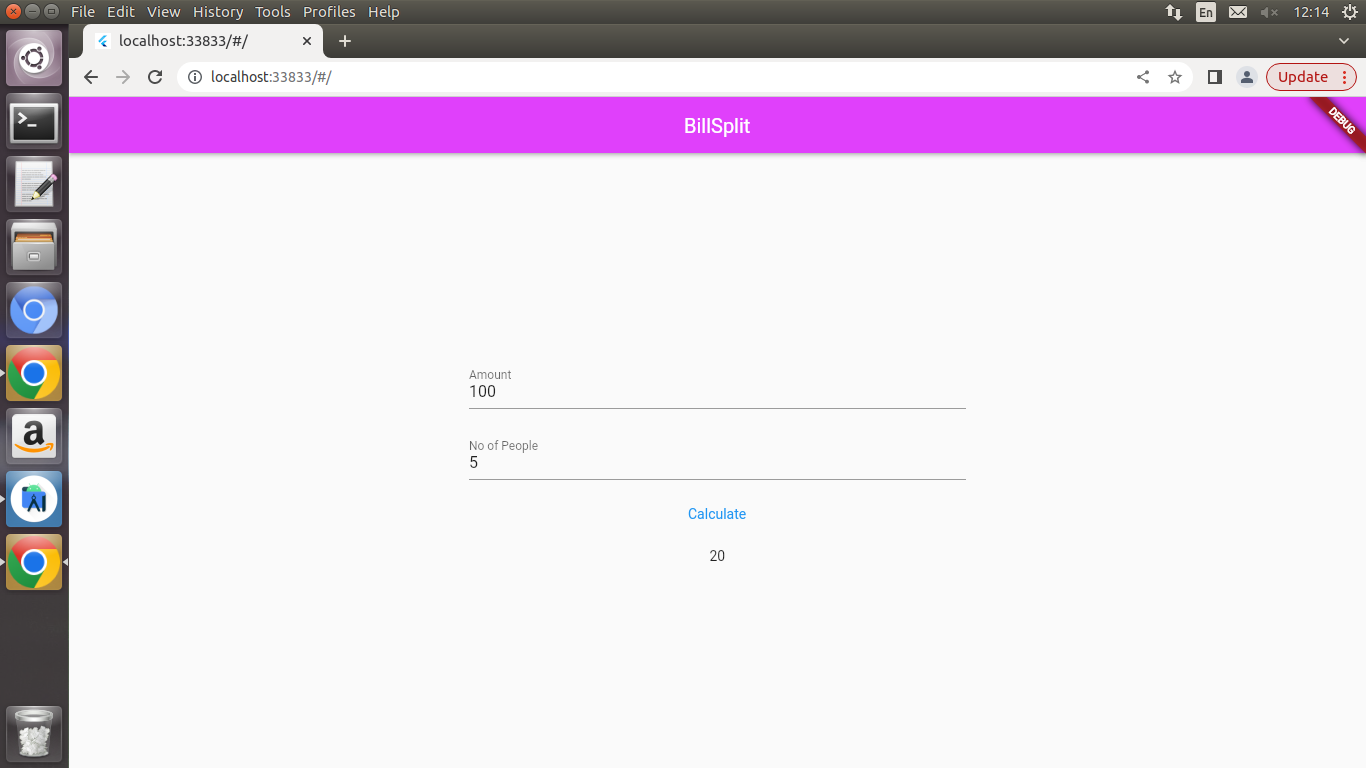 File Edit View History Tools Profiles Help
En
12:14
localhost:33833/#/
localhost:33833/#/
Update
BillSplit
DEBUG
Amount
100
No of People
5
Calculate
20